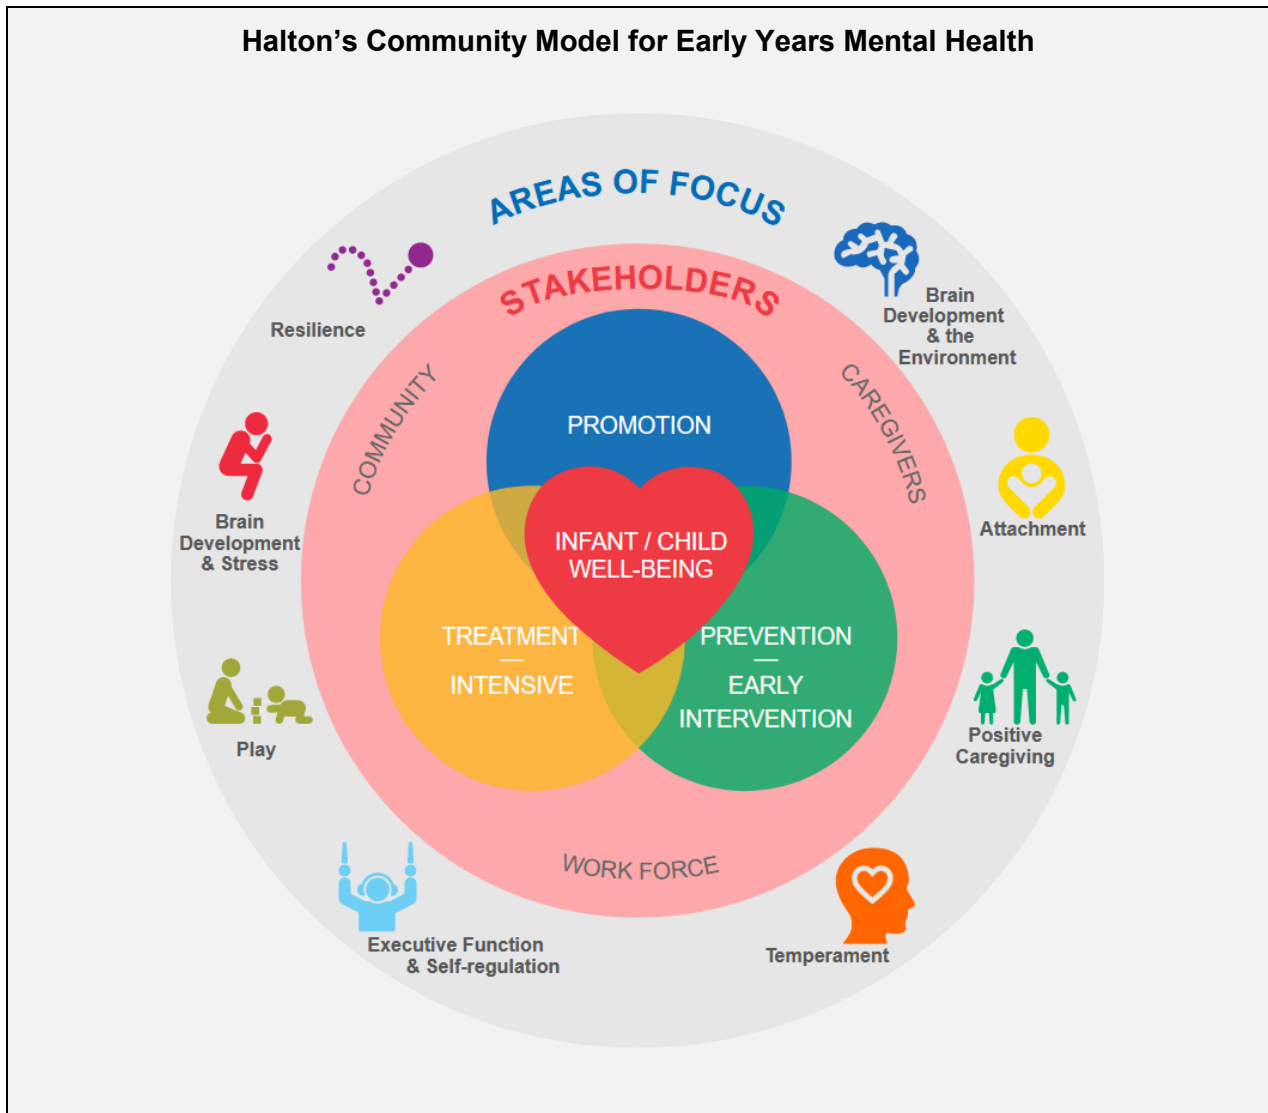 Halton's Community Model for Early Years Mental Health
AREAS OF FOCUS
STAKEHOLDERS
COMMUNITY
CAREGIVERS
WORK FORCE
PROMOTION
INFANT / CHILD
WELL-BEING
TREATMENT
—
INTENSIVE
PREVENTION
—
EARLY
INTERVENTION
Brain
Development
& the
Environment
Attachment
Positive
Caregiving
Temperament
Executive Function
& Self-regulation
Play
Brain
Development
& Stress
Resilience